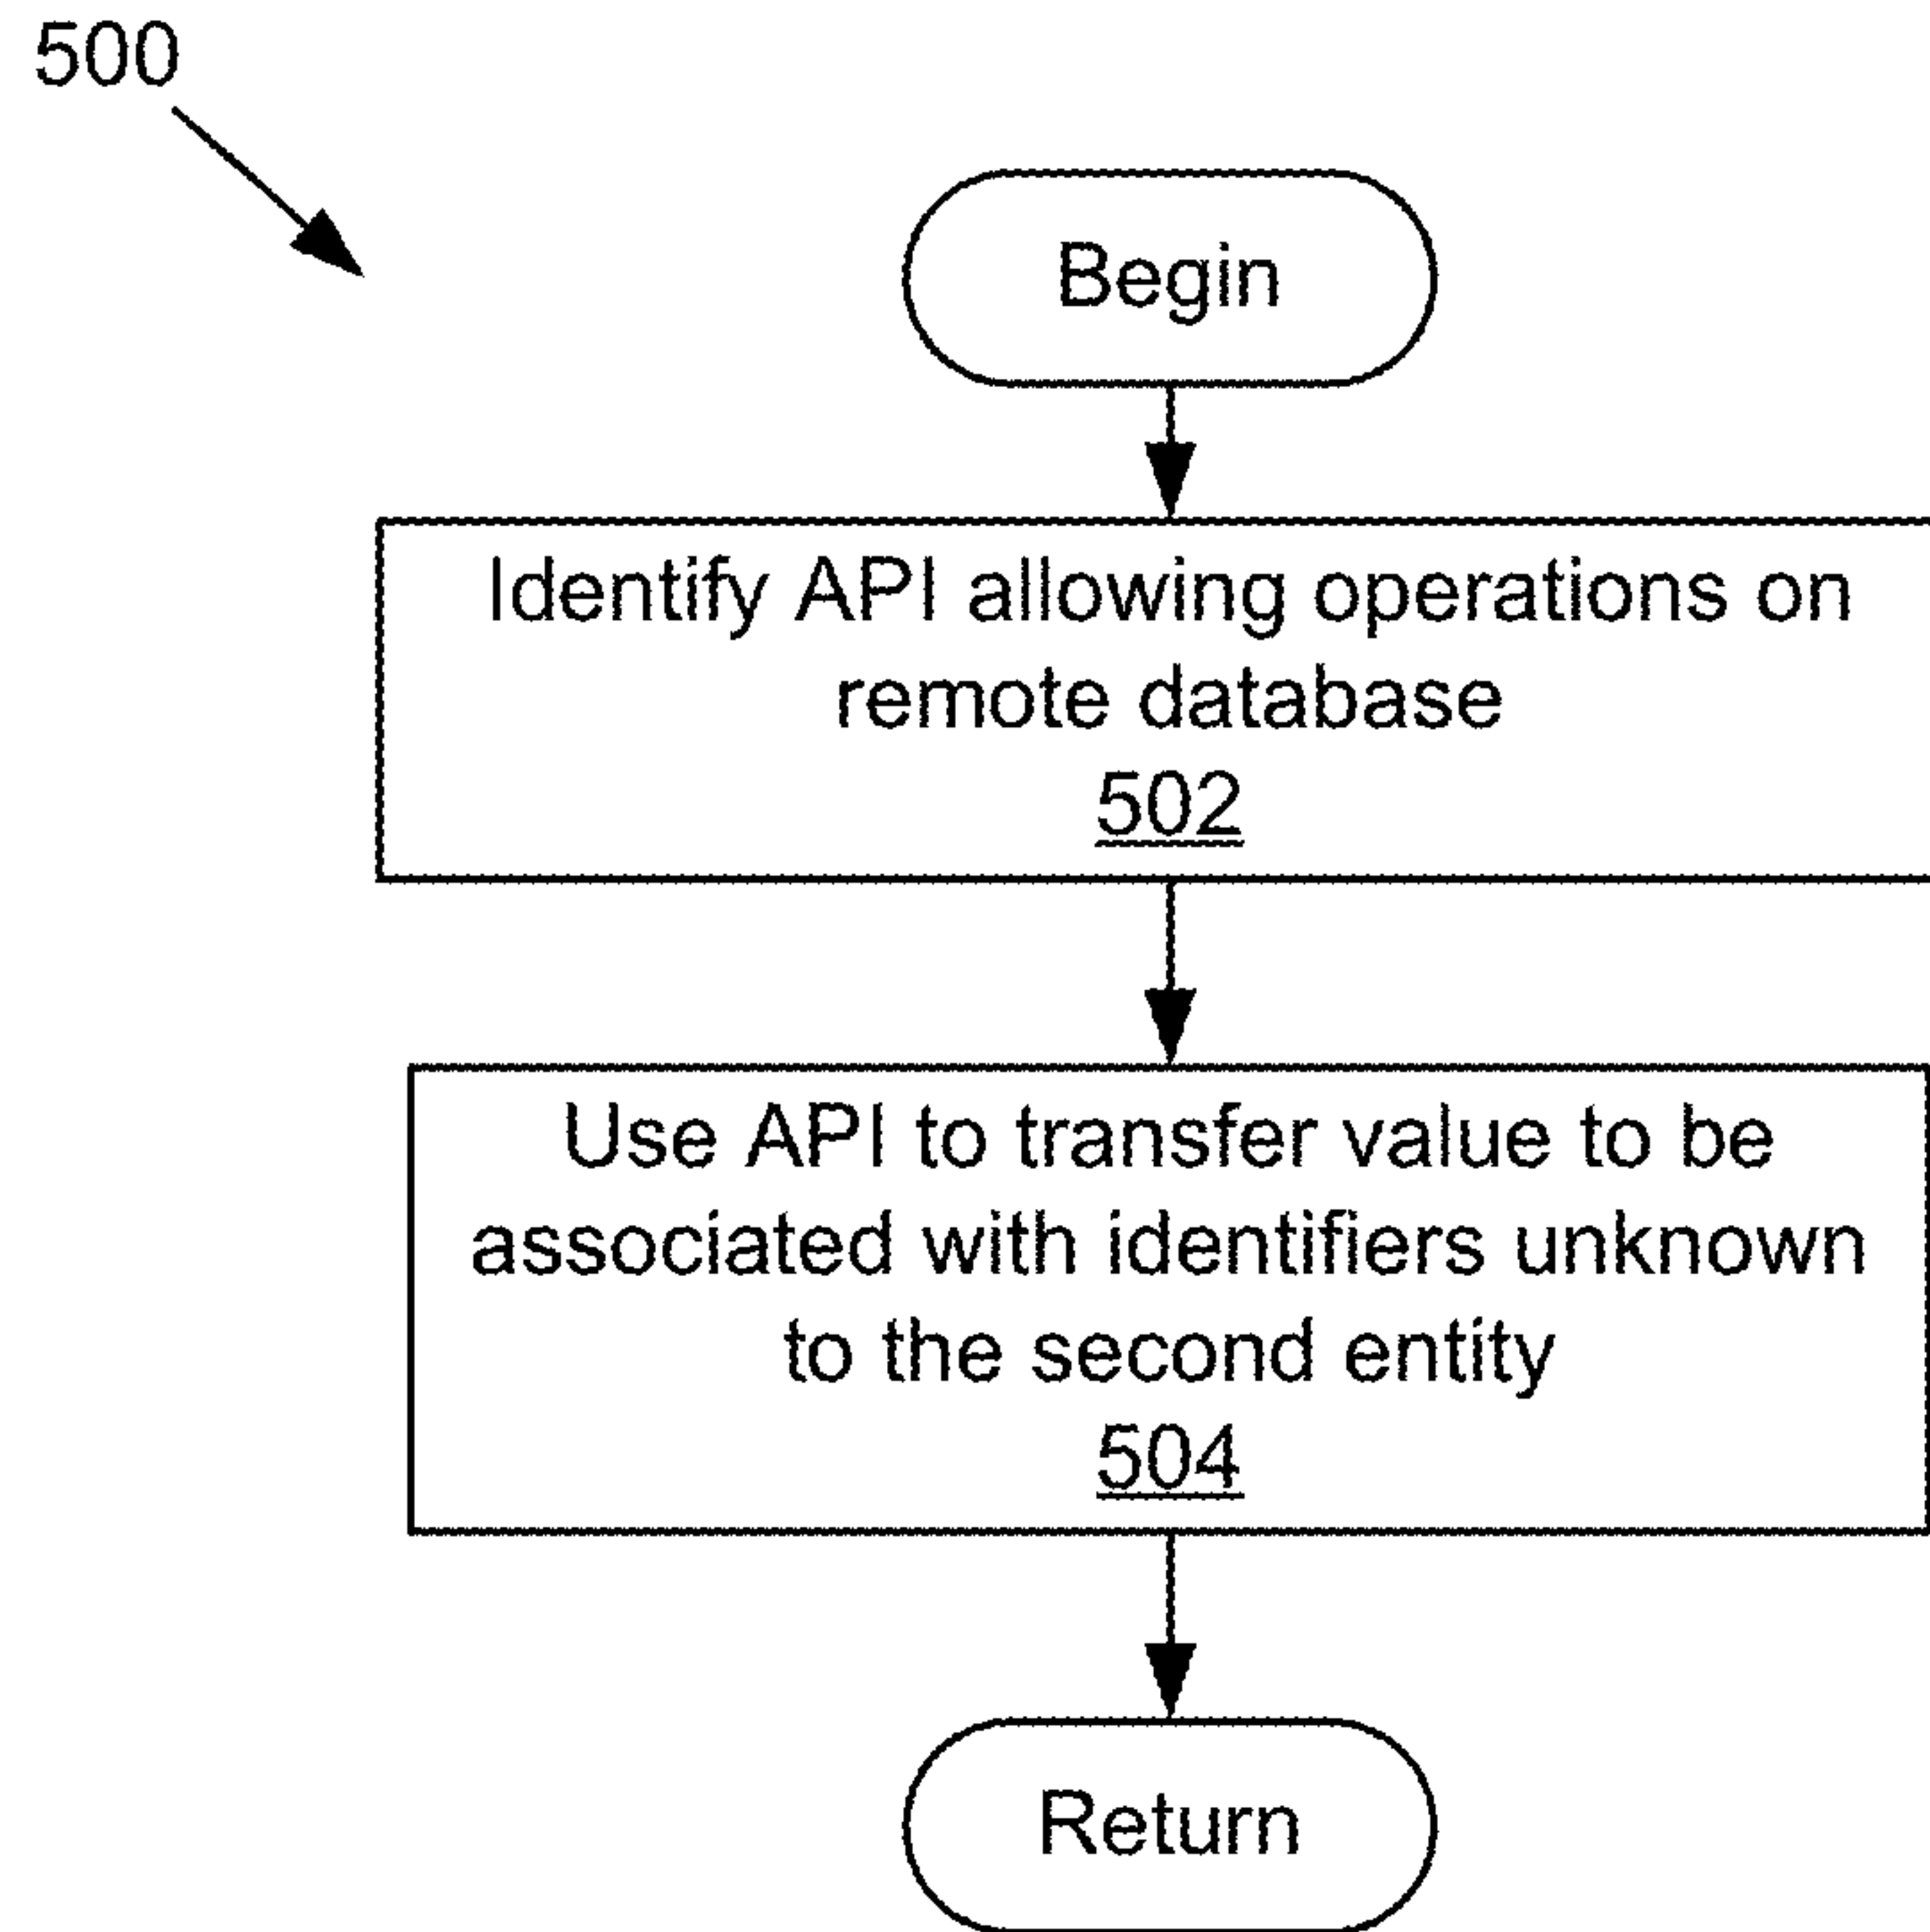 500
Begin
Identify API allowing operations on
remote database
502
Use API to transfer value to be
associated with identifiers unknown
to the second entity
504
Return